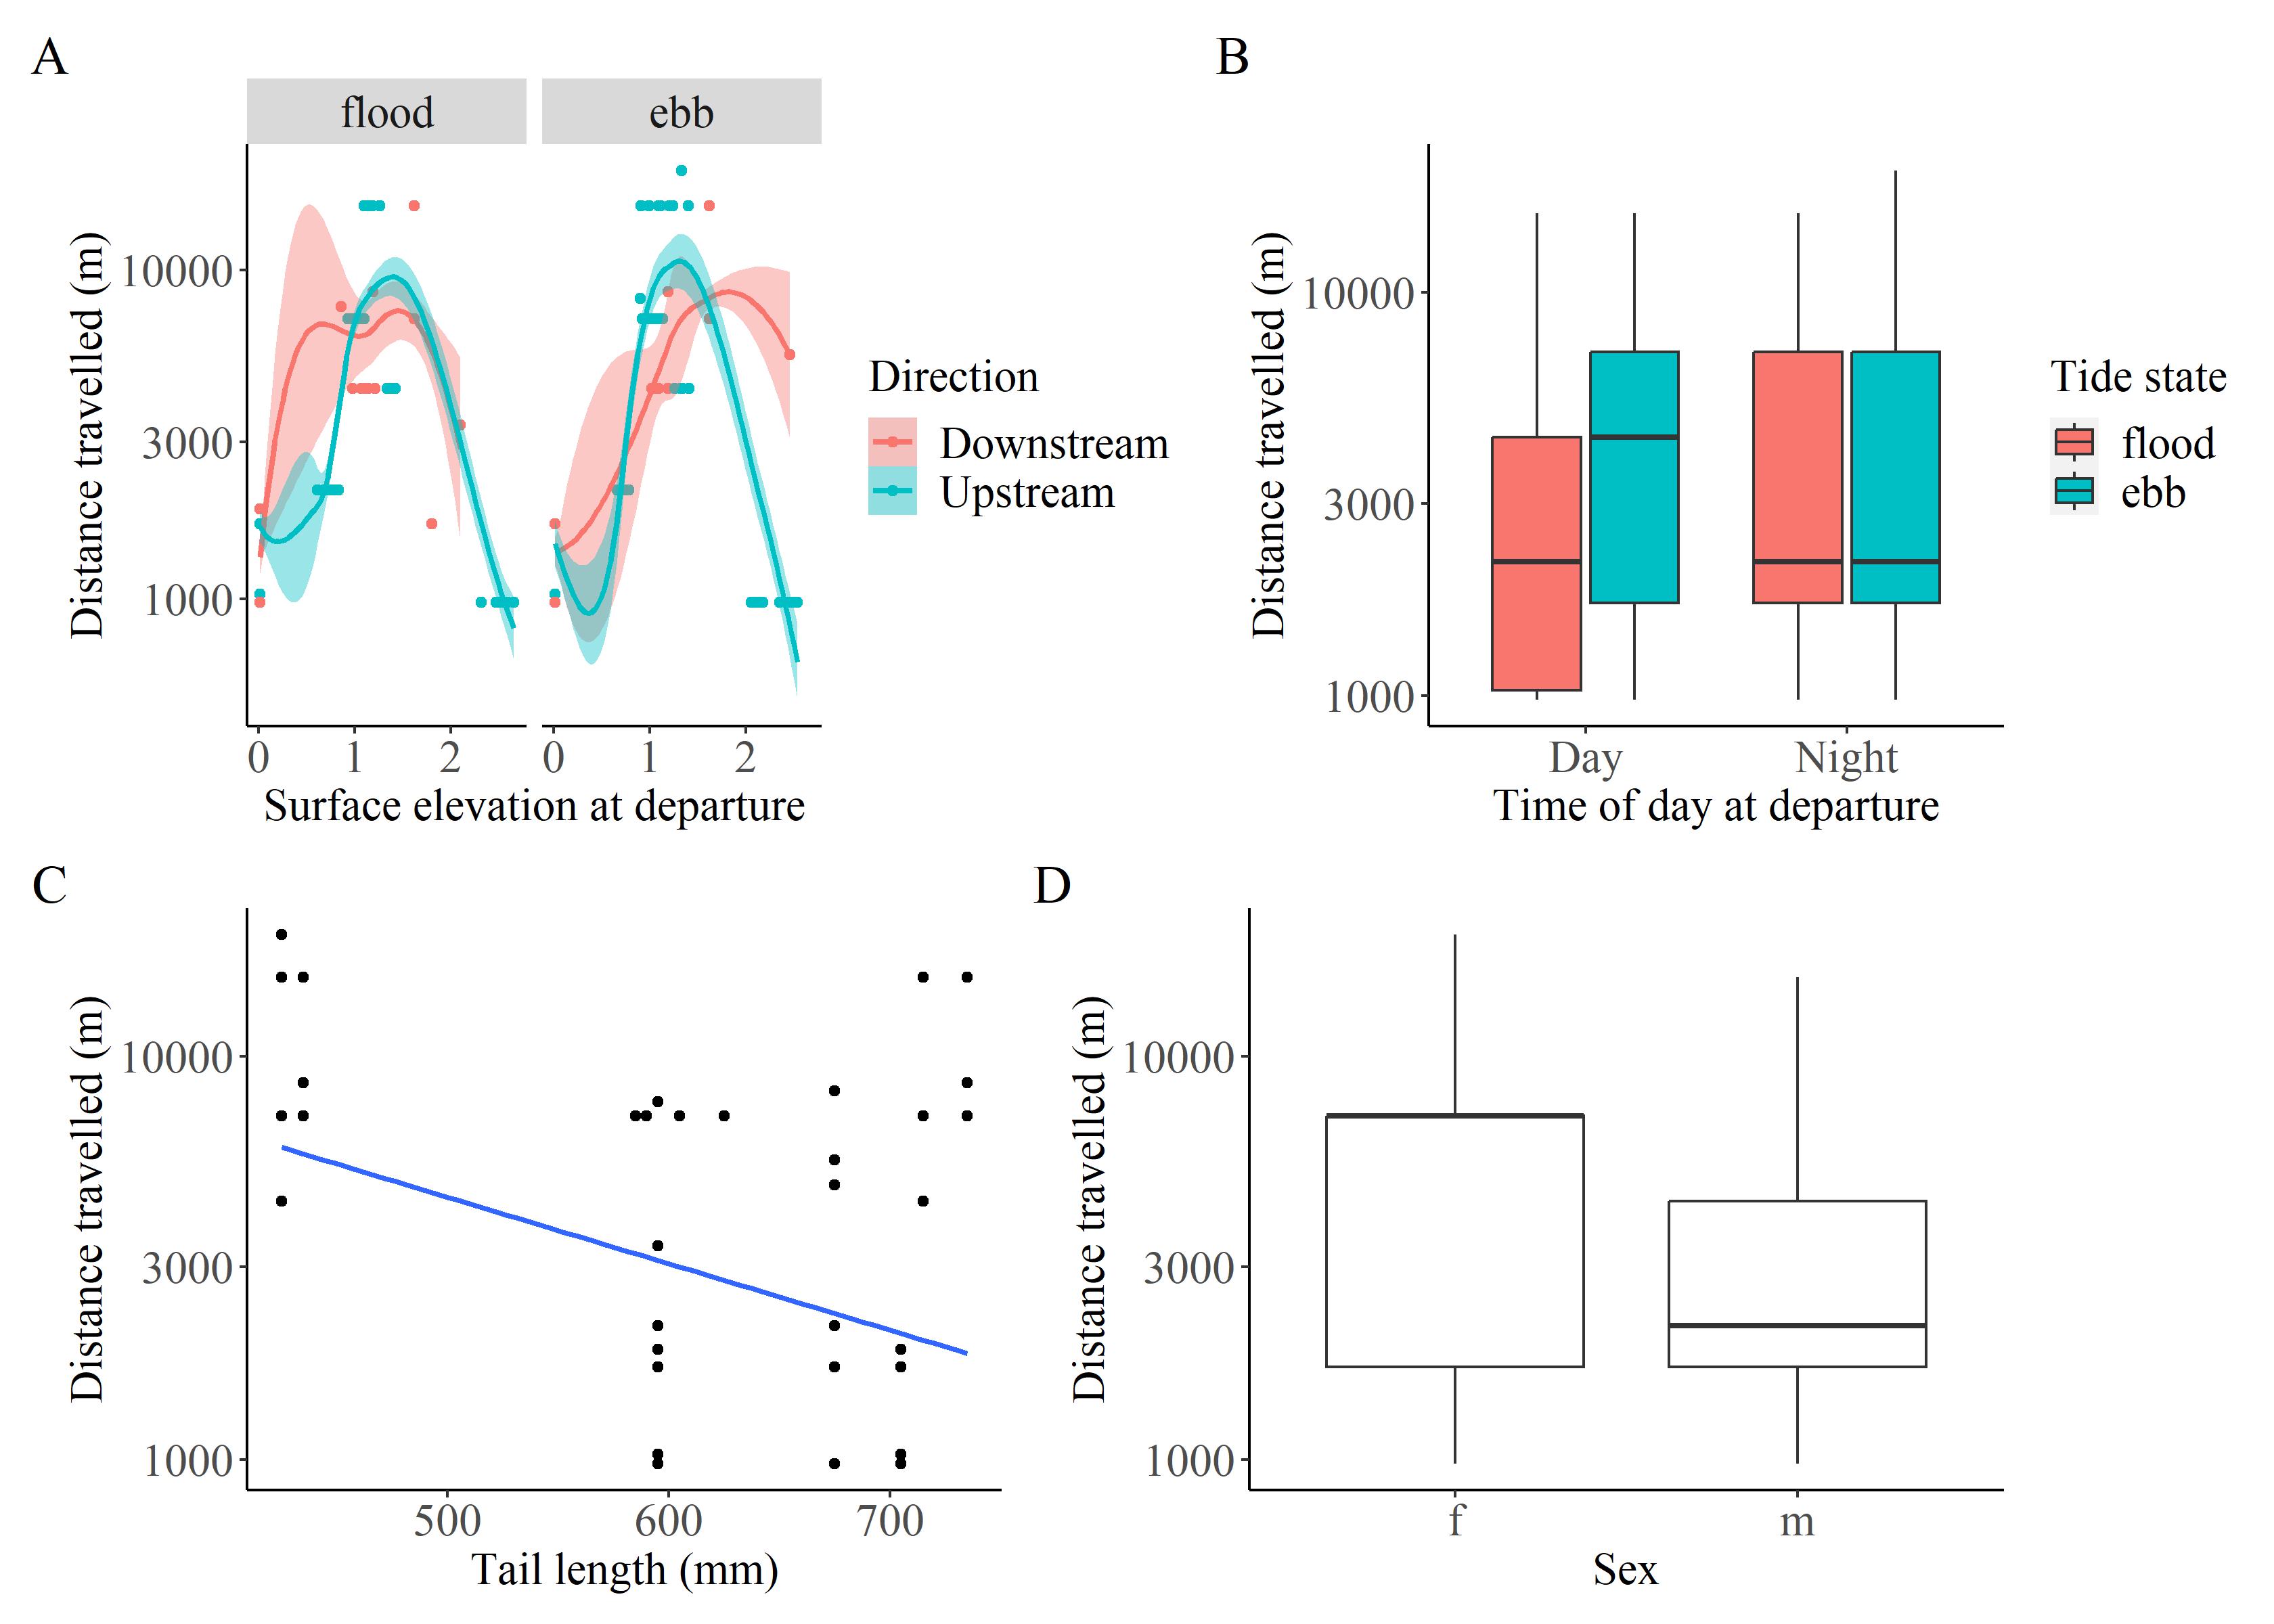 A
flood
ebb
Distance travelled (m)
10000
3000
1000
0
1
2
0
1
2
Surface elevation at departure
Direction
Downstream
Upstream
B
Distance travelled (m)
10000
3000
1000
Day
Night
Time of day at departure
Tide state
flood
ebb
C
Distance travelled (m)
10000
3000
1000
500
600
700
Tail length (mm)
D
Distance travelled (m)
10000
3000
1000
f
m
Sex